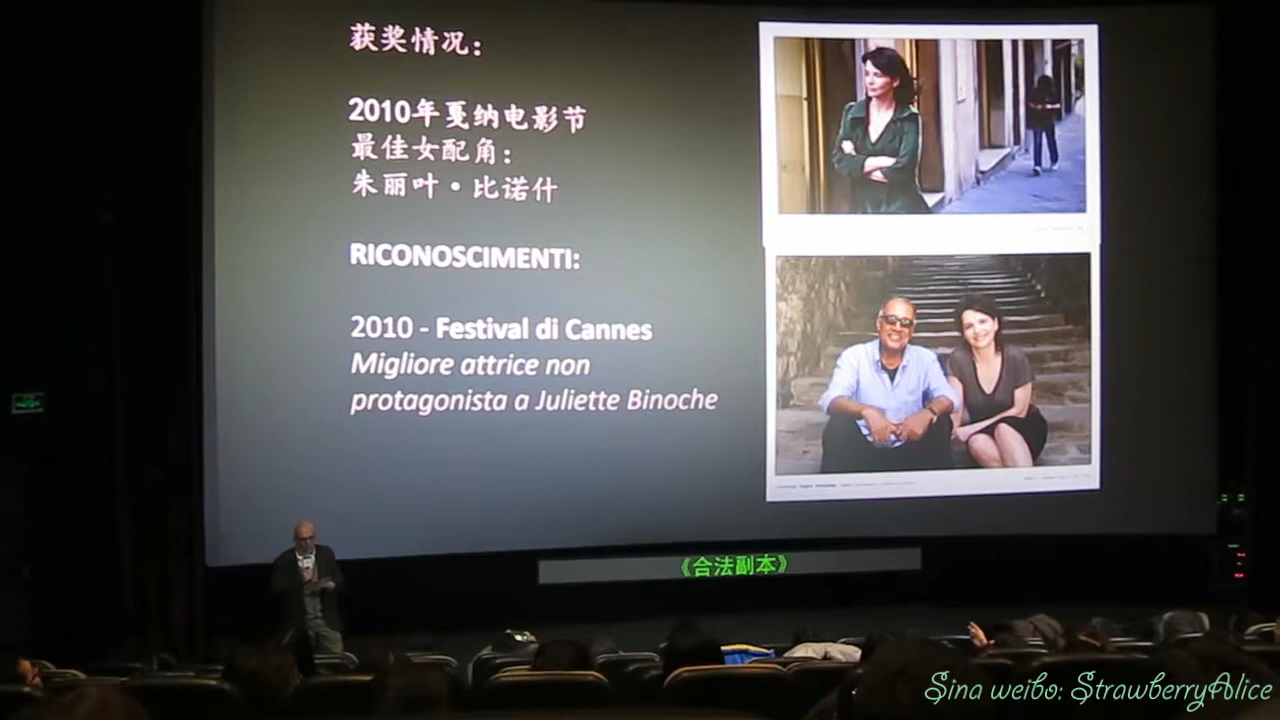 获奖情况:
2010年戛纳电影节
最佳女配角:
朱丽叶·比诺什
RICONOSCIMENTI:
2010 - Festival di Cannes
Migliore attrice non
protagonista a Juliette Binoche
《合法副本》
Sina weibo: StrawberryAlice